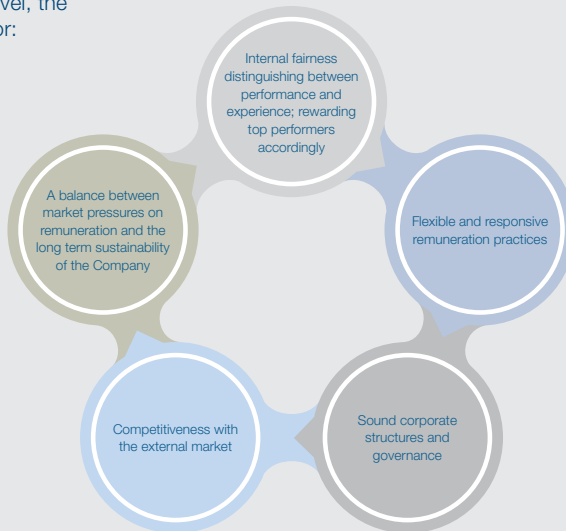 vel, the
or:
Internal fairness
distinguishing between
performance and
experience; rewarding
top performers
accordingly
A balance between
market pressures on
remuneration and the
long term sustainability
of the Company
Flexible and responsive
remuneration practices
Competitiveness with
the external market
Sound corporate
structures and
governance